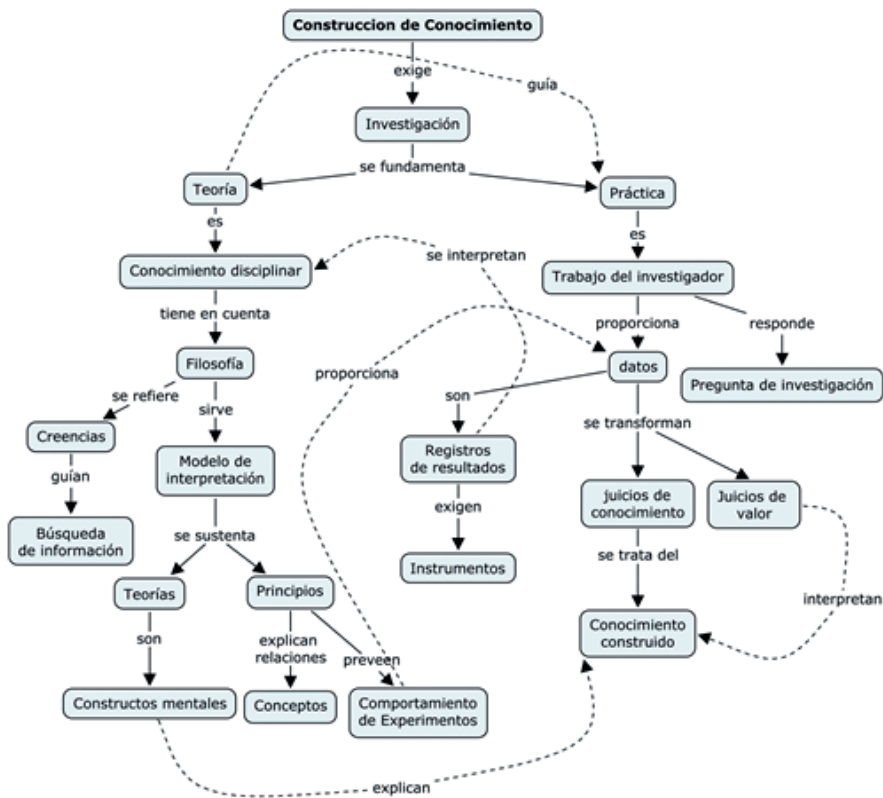 Construccion de Conocimiento
exige
guía
Investigación
se fundamenta
Teoría
Práctica
es
es
se interpretan
Conocimiento disciplinar
Trabajo del investigador
tiene en cuenta
proporciona
responde
Filosofía
proporciona
datos
Pregunta de investigación
se refiere
sirve
son
se transforman
Creencias
Modelo de
interpretación
Registros
de resultados
guían
exigen
juicios de
conocimiento
Juicios de
valor
Búsqueda
de información
se sustenta
se trata del
Instrumentos
Teorías
Principios
interpretan
Conocimiento
construido
son
explican
relaciones
preveen
Constructos mentales
Conceptos
Comportamiento
de Experimentos
explican